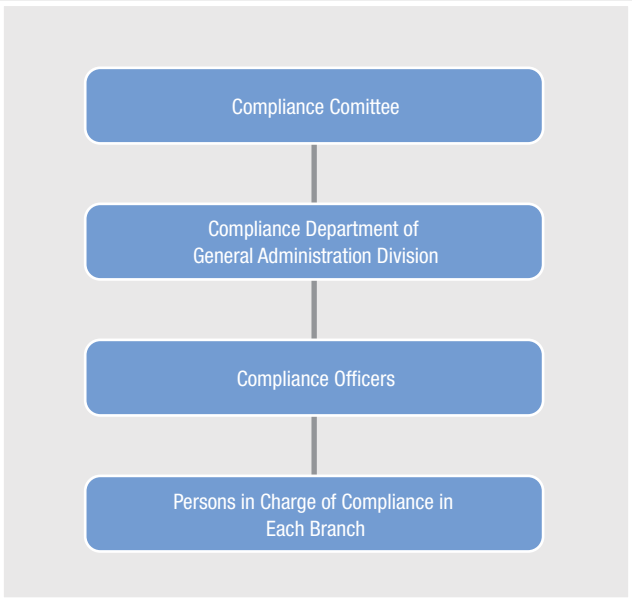 Compliance Comittee
Compliance Department of
General Administration Division
Compliance Officers
Persons in Charge of Compliance in
Each Branch